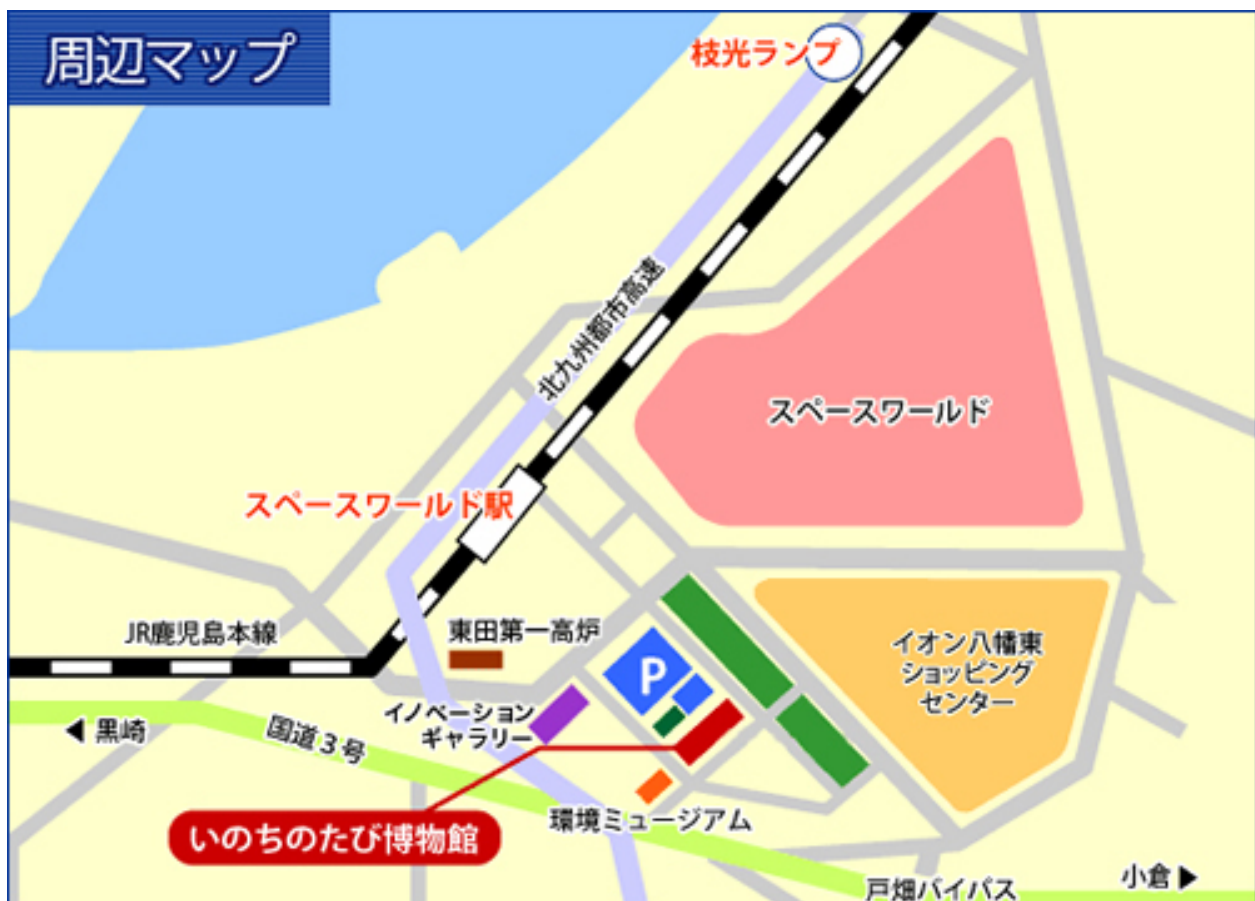 周辺マップ
枝光ランプ
北九州都市高速
スペースワールド
スペースワールド駅
JR鹿児島本線
東田第一高炉
イオン八幡東
ショッピング
センター
P
イノベーション
ギャラリー
◀ 黒崎
国道3号
環境ミュージアム
いのちのたび博物館
戸畑バイパス
小倉 ▶